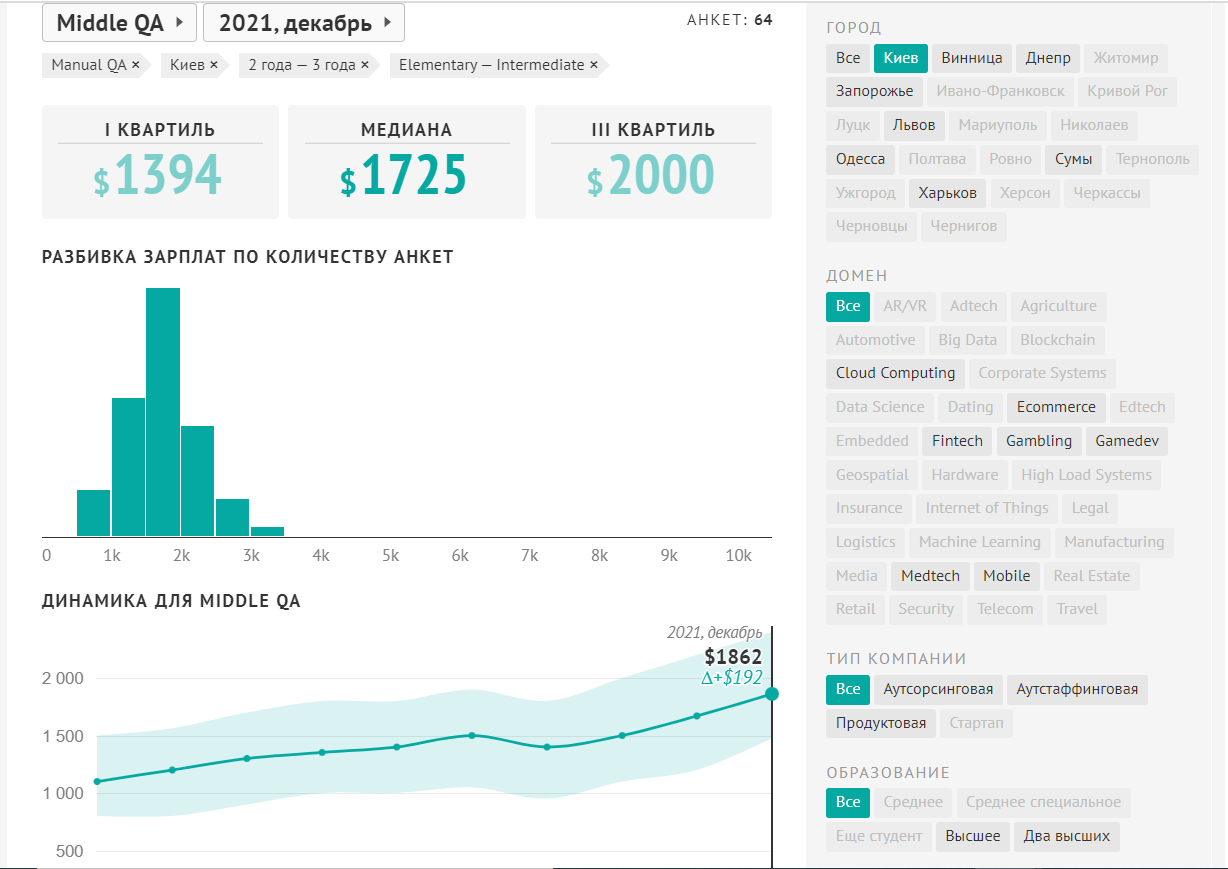 Middle QA ▸ 2021, декабрь ▸
АНКЕТ: 64
Manual QA × Киев × 2 года — 3 года × Elementary — Intermediate ×
I КВАРТИЛЬ
$1394
МЕДИАНА
$1725
III КВАРТИЛЬ
$2000
РАЗБИВКА ЗАРПЛАТ ПО КОЛИЧЕСТВУ АНКЕТ
0 1k 2k 3k 4k 5k 6k 7k 8k 9k 10k
ДИНАМИКА ДЛЯ MIDDLE QA
2021, декабрь
$1862
Δ+$192
2 000
1 500
1 000
500
ГОРОД
Все Киев Винница Днепр Житомир
Запорожье Ивано-Франковск Кривой Рог
Луцк Львов Мариуполь Николаев
Одесса Полтава Ровно Сумы Тернополь
Ужгород Харьков Херсон Черкассы
Черновцы Чернигов
ДОМЕН
Все AR/VR Adtech Agriculture
Automotive Big Data Blockchain
Cloud Computing Corporate Systems
Data Science Dating Ecommerce Edtech
Embedded Fintech Gambling Gamedev
Geospatial Hardware High Load Systems
Insurance Internet of Things Legal
Logistics Machine Learning Manufacturing
Media Medtech Mobile Real Estate
Retail Security Telecom Travel
ТИП КОМПАНИИ
Все Аутсорсинговая Аутстаффинговая
Продуктовая Стартап
ОБРАЗОВАНИЕ
Все Среднее Среднее специальное
Еще студент Высшее Два высших